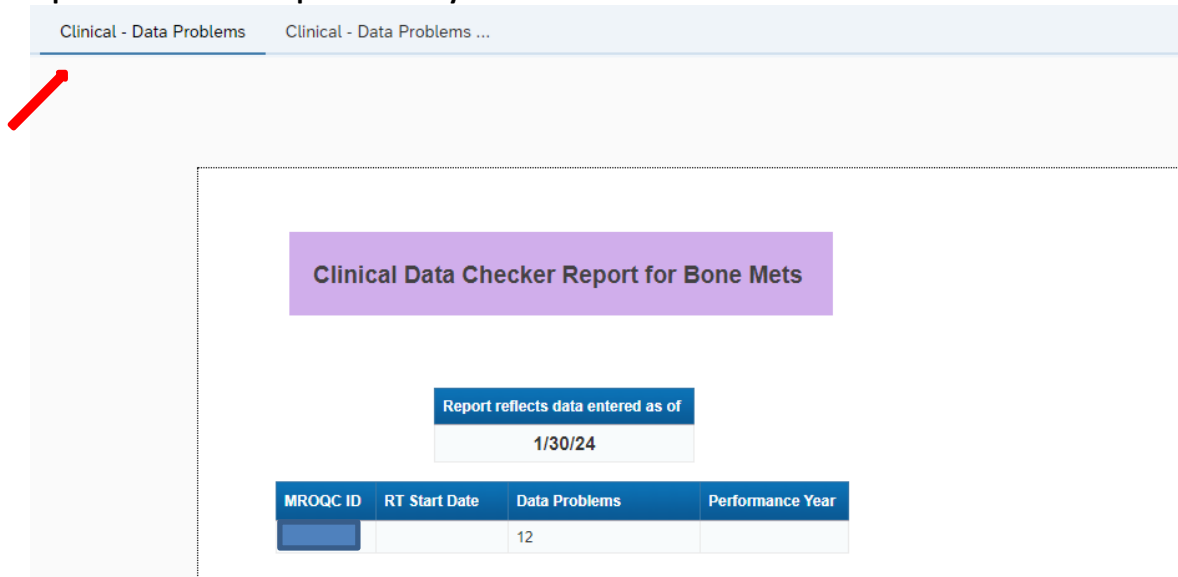 Clinical - Data Problems Clinical - Data Problems ...
Clinical Data Checker Report for Bone Mets
Report reflects data entered as of
1/30/24
MROQC ID RT Start Date Data Problems Performance Year
12